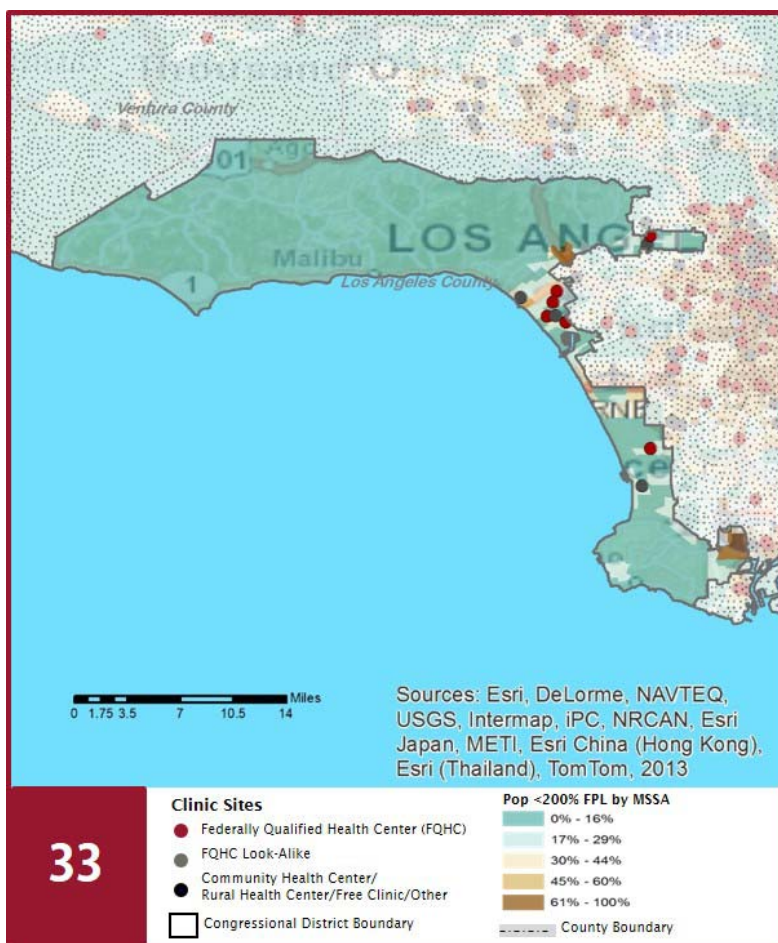 Ventura County
01
Ago
LOS ANG
Malibu
1
Los Angeles County
RNE
ce
Miles
0 1.75 3.5 7 10.5 14
Sources: Esri, DeLorme, NAVTEQ,
USGS, Intermap, iPC, NRCAN, Esri
Japan, METI, Esri China (Hong Kong),
Esri (Thailand), TomTom, 2013
33
Clinic Sites
Federally Qualified Health Center (FQHC)
FQHC Look-Alike
Community Health Center/
Rural Health Center/Free Clinic/Other
Congressional District Boundary
Pop <200% FPL by MSSA
0% - 16%
17% - 29%
30% - 44%
45% - 60%
61% - 100%
County Boundary